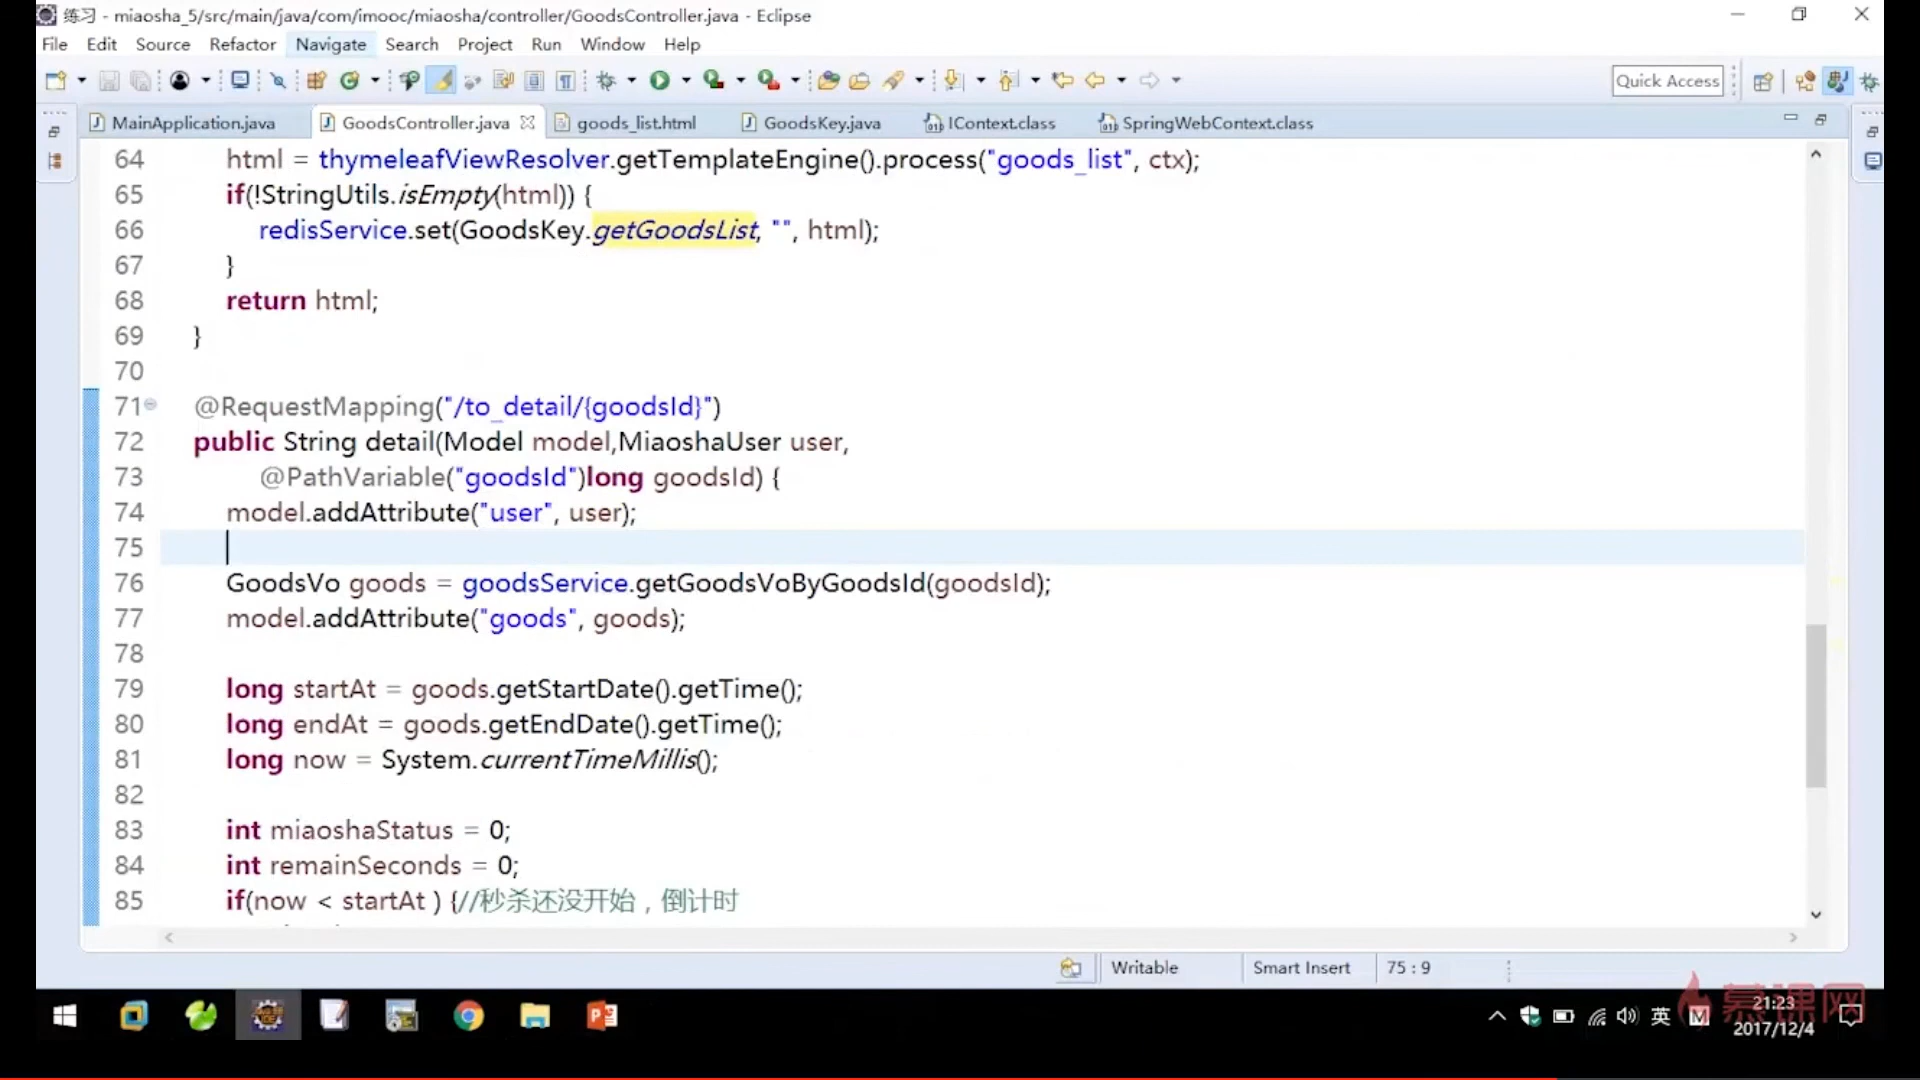 练习 - miaosha_5/src/main/java/com/imooc/miaosha/controller/GoodsController.java - Eclipse
File Edit Source Refactor Navigate Search Project Run Window Help
Quick Access
MainApplication.java GoodsController.java goods_list.html GoodsKey.java IContext.class SpringWebContext.class
64 html = thymeleafViewResolver.getTemplateEngine().process("goods_list", ctx);
65 if(!StringUtils.isEmpty(html)) {
66 redisService.set(GoodsKey.getGoodsList, "", html);
67 }
68 return html;
69 }
70
71 @RequestMapping("/to_detail/{goodsId}")
72 public String detail(Model model,MiaoshaUser user,
73 @PathVariable("goodsId")long goodsId) {
74 model.addAttribute("user", user);
75
76 GoodsVo goods = goodsService.getGoodsVoByGoodsId(goodsId);
77 model.addAttribute("goods", goods);
78
79 long startAt = goods.getStartDate().getTime();
80 long endAt = goods.getEndDate().getTime();
81 long now = System.currentTimeMillis();
82
83 int miaoshaStatus = 0;
84 int remainSeconds = 0;
85 if(now < startAt ) {//秒杀还没开始，倒计时
Writable Smart Insert 75 : 9
英 M 慕课网
21:23
2017/12/4